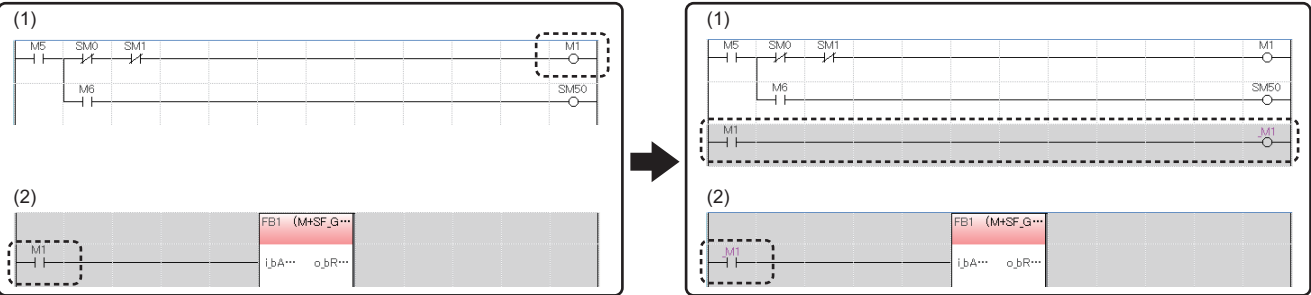 (1)
M5 SM0 SM1 M1
M6 SM50
(2)
FB1 (M+SF_G…
M1
i_bA… o_bR…
(1)
M5 SM0 SM1 M1
M6 SM50
M1 _M1
(2)
FB1 (M+SF_G…
_M1
i_bA… o_bR…